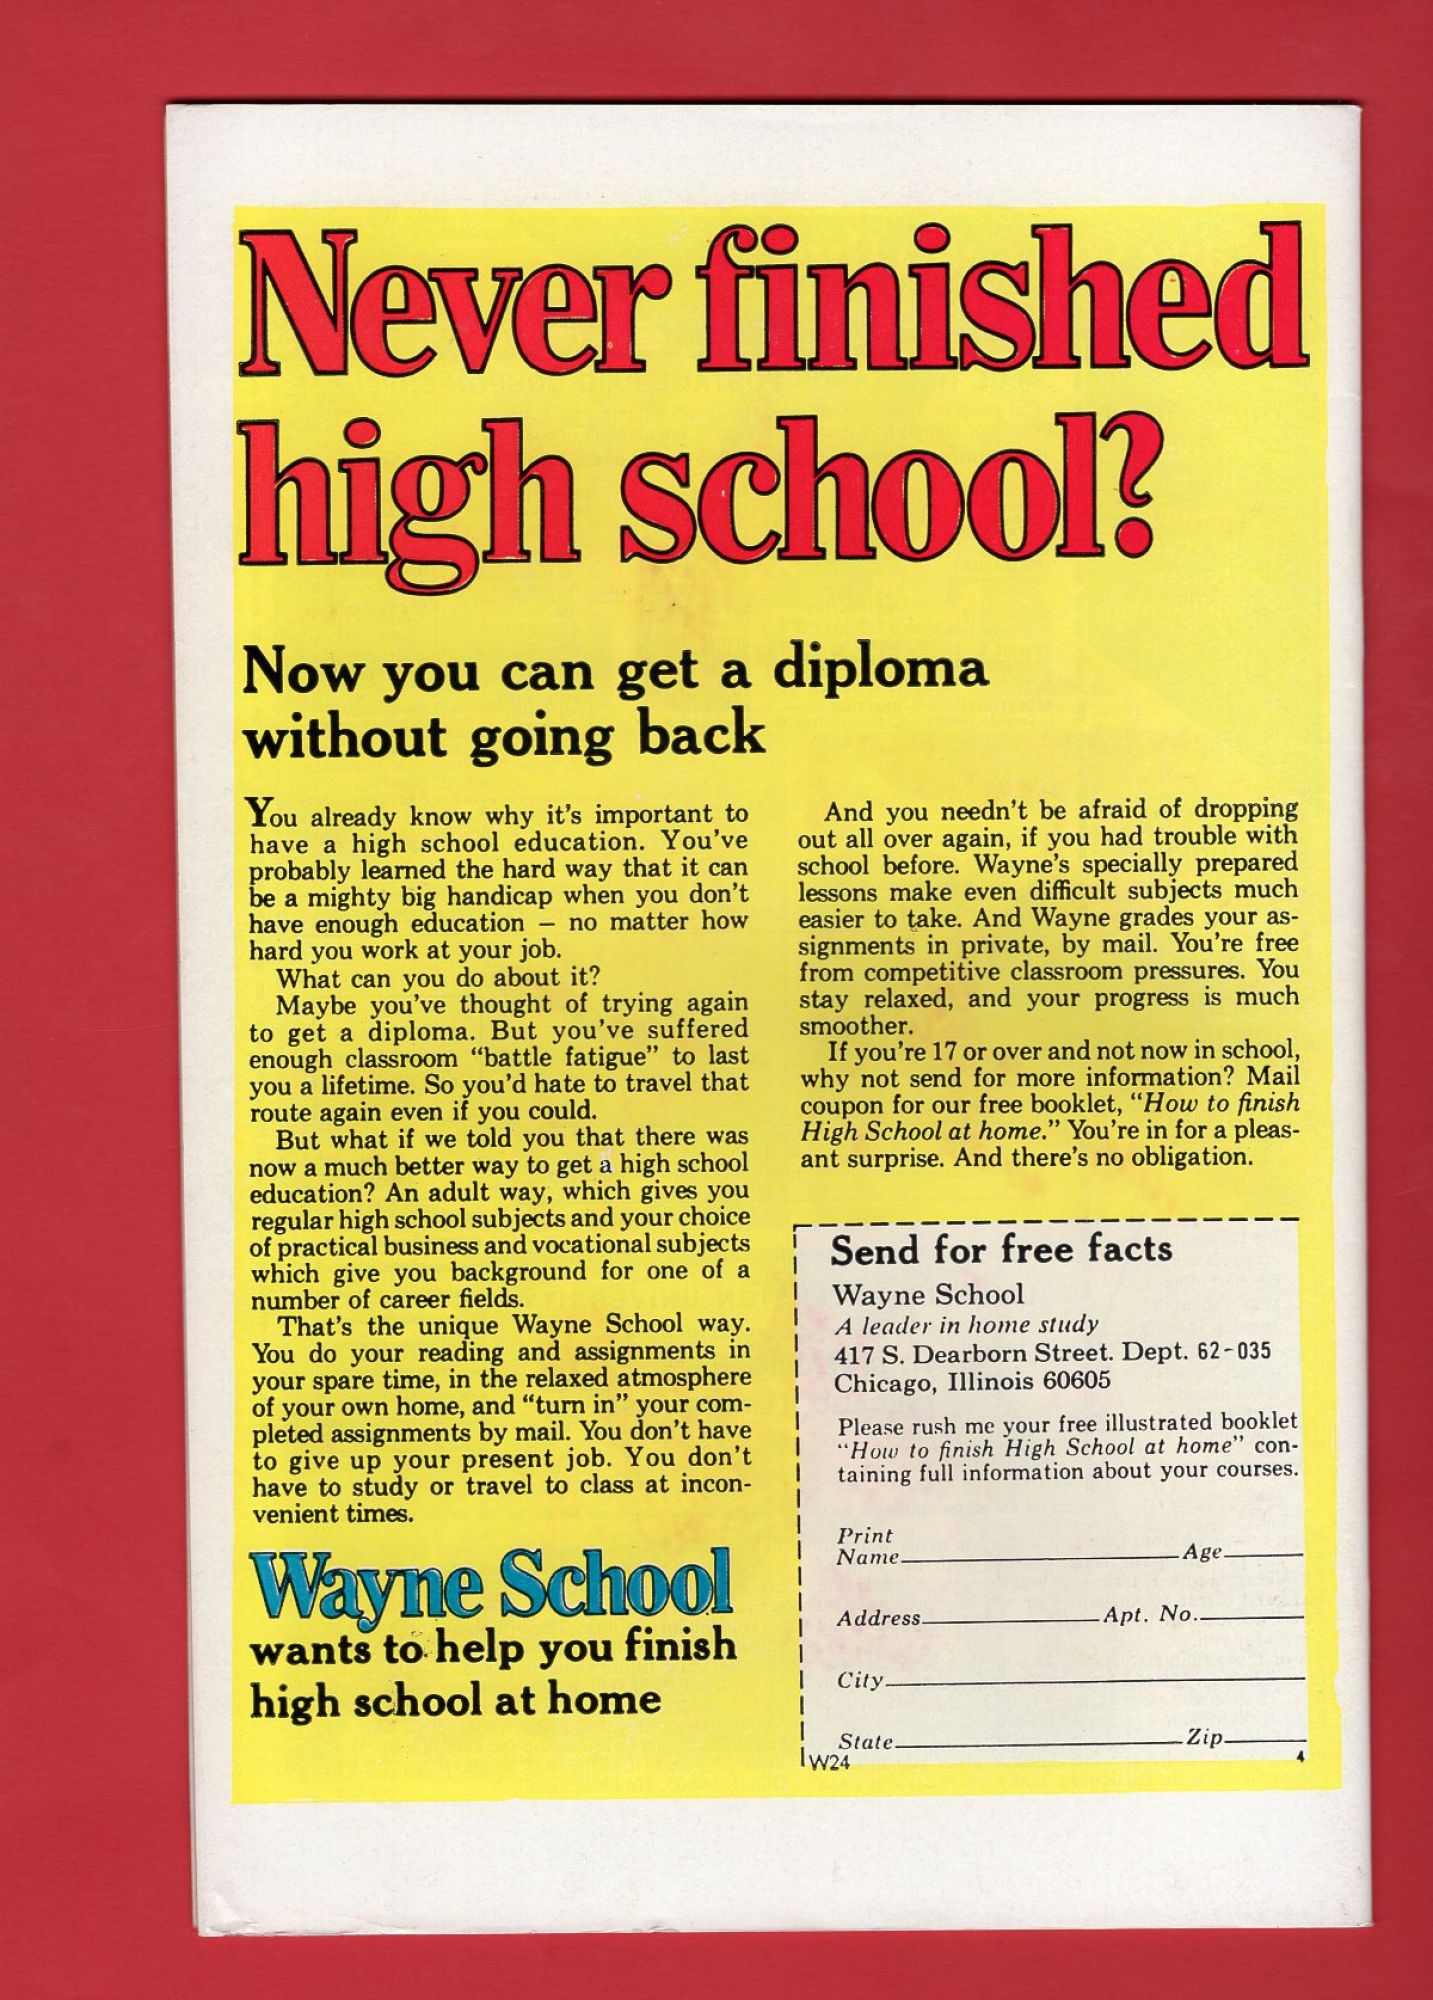 Never finished
high school?
Now you can get a diploma
without going back
You already know why it's important to
have a high school education. You've
probably learned the hard way that it can
be a mighty big handicap when you don't
have enough education – no matter how
hard you work at your job.
What can you do about it?
Maybe you've thought of trying again
to get a diploma. But you've suffered
enough classroom “battle fatigue” to last
you a lifetime. So you'd hate to travel that
route again even if you could.
But what if we told you that there was
now a much better way to get a high school
education? An adult way, which gives you
regular high school subjects and your choice
of practical business and vocational subjects
which give you background for one of a
number of career fields.
That's the unique Wayne School way.
You do your reading and assignments in
your spare time, in the relaxed atmosphere
of your own home, and “turn in” your com-
pleted assignments by mail. You don't have
to give up your present job. You don't
have to study or travel to class at incon-
venient times.
Wayne School
wants to help you finish
high school at home
And you needn't be afraid of dropping
out all over again, if you had trouble with
school before. Wayne's specially prepared
lessons make even difficult subjects much
easier to take. And Wayne grades your as-
signments in private, by mail. You're free
from competitive classroom pressures. You
stay relaxed, and your progress is much
smoother.
If you're 17 or over and not now in school,
why not send for more information? Mail
coupon for our free booklet, “How to finish
High School at home.” You're in for a pleas-
ant surprise. And there's no obligation.
Send for free facts
Wayne School
A leader in home study
417 S. Dearborn Street. Dept. 62-035
Chicago, Illinois 60605
Please rush me your free illustrated booklet
“How to finish High School at home” con-
taining full information about your courses.
Print
Name Age
Address Apt. No.
City
State Zip
W24 4